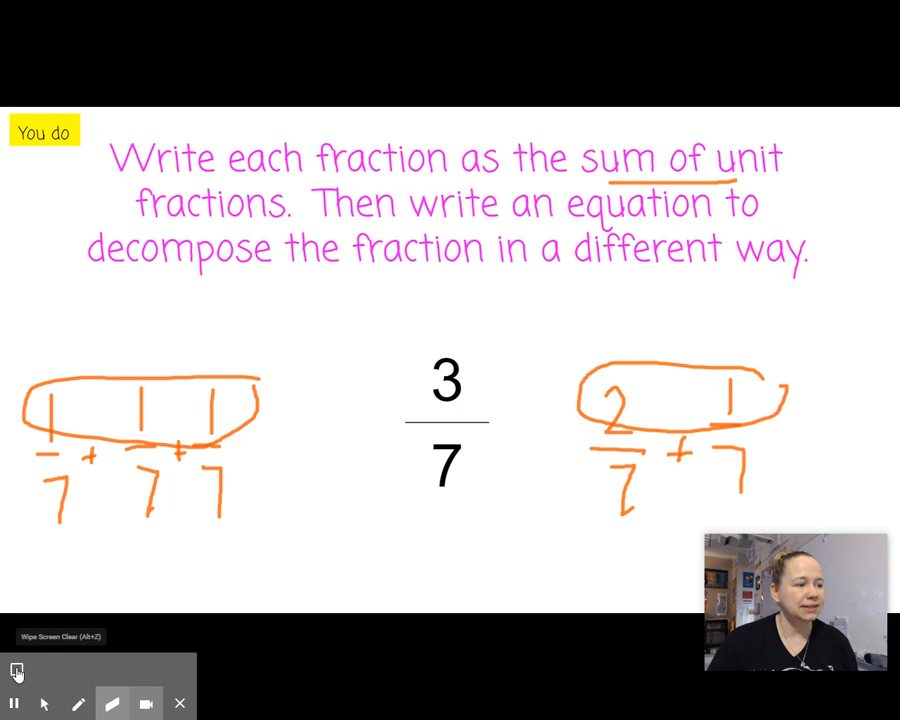 You do
Write each fraction as the sum of unit
fractions. Then write an equation to
decompose the fraction in a different way.
1 1 1
+ +
7 7 7
3
7
2 1
+
7 7
Wipe Screen Clear (Alt+Z)